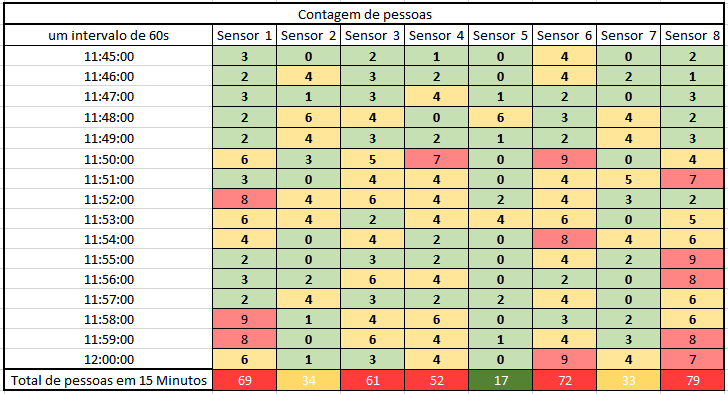 Contagem de pessoas
um intervalo de 60s Sensor 1 Sensor 2 Sensor 3 Sensor 4 Sensor 5 Sensor 6 Sensor 7 Sensor 8
11:45:00 3 0 2 1 0 4 0 2
11:46:00 2 4 3 2 0 4 2 1
11:47:00 3 1 3 4 1 2 0 3
11:48:00 2 6 4 0 6 3 4 2
11:49:00 2 4 3 2 1 2 4 3
11:50:00 6 3 5 7 0 9 0 4
11:51:00 3 0 4 4 0 4 5 7
11:52:00 8 4 6 4 2 4 3 2
11:53:00 6 4 2 4 4 6 0 5
11:54:00 4 0 4 2 0 8 4 6
11:55:00 2 0 3 2 0 4 2 9
11:56:00 3 2 6 4 0 2 0 8
11:57:00 2 4 3 2 2 4 0 6
11:58:00 9 1 4 6 0 3 2 6
11:59:00 8 0 6 4 1 4 3 8
12:00:00 6 1 3 4 0 9 4 7
Total de pessoas em 15 Minutos 69 34 61 52 17 72 33 79